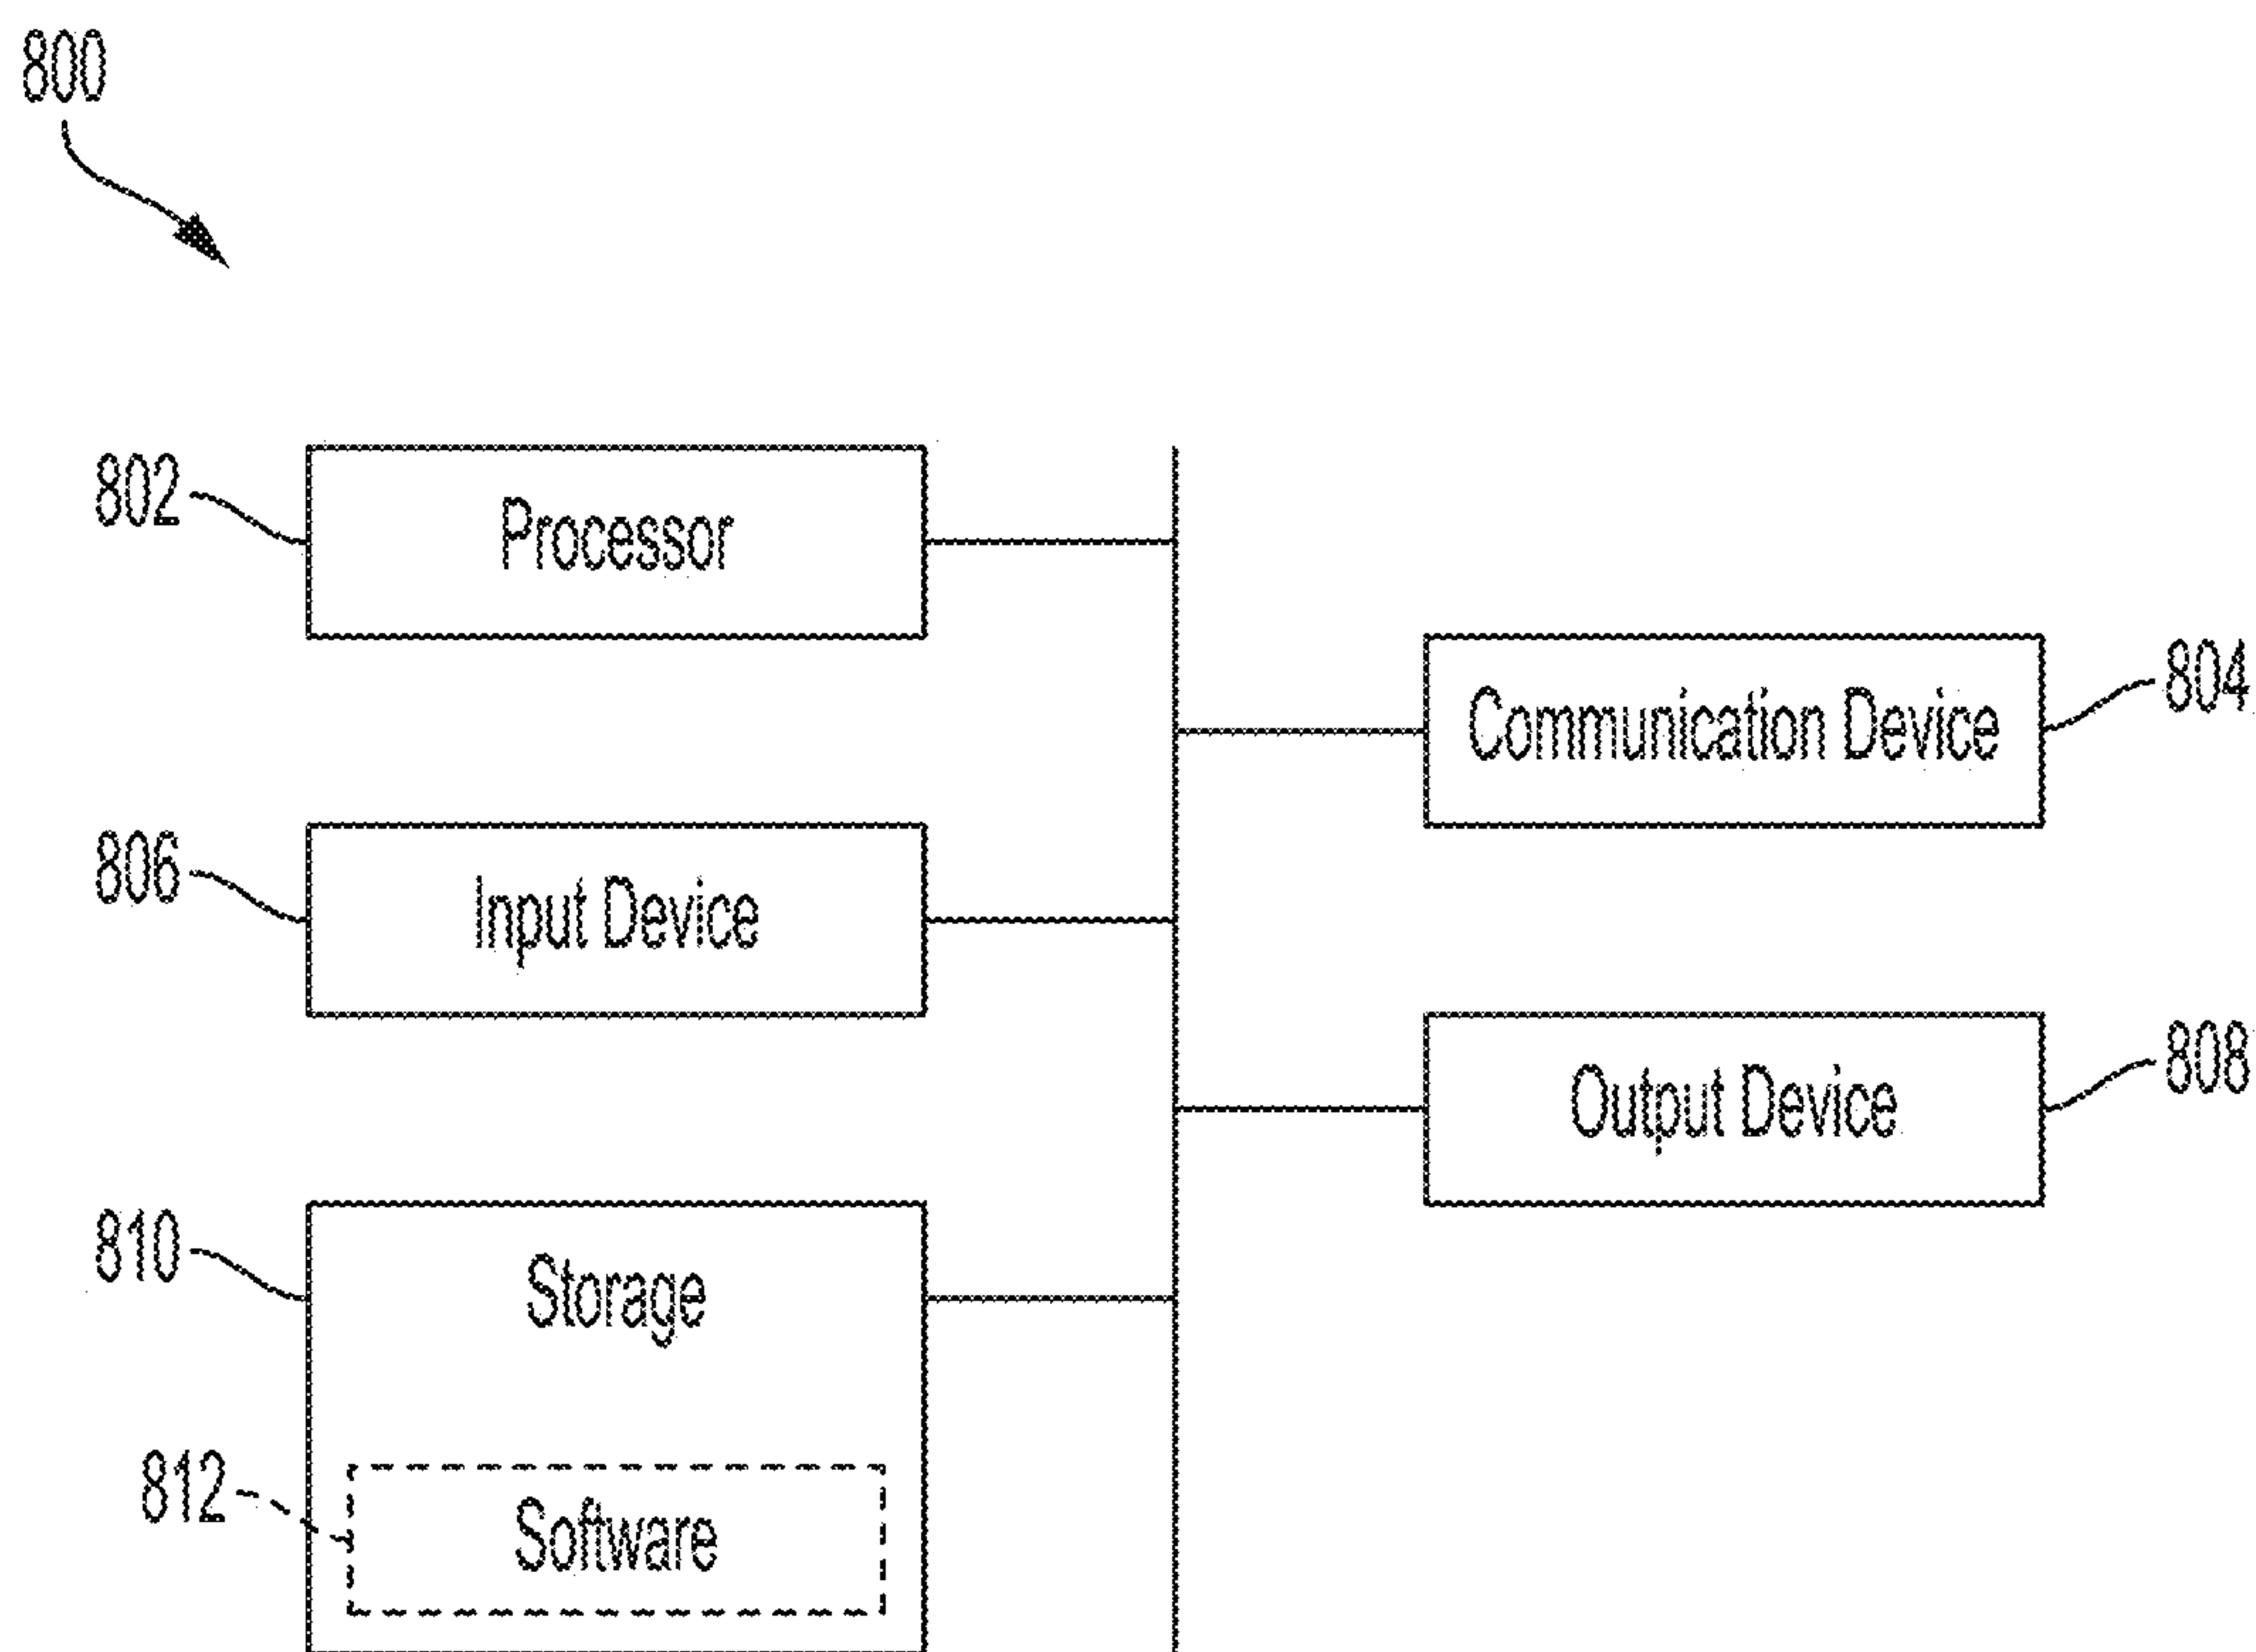 800
802
Processor
Communication Device
804
806
Input Device
Output Device
808
810
Storage
812
Software